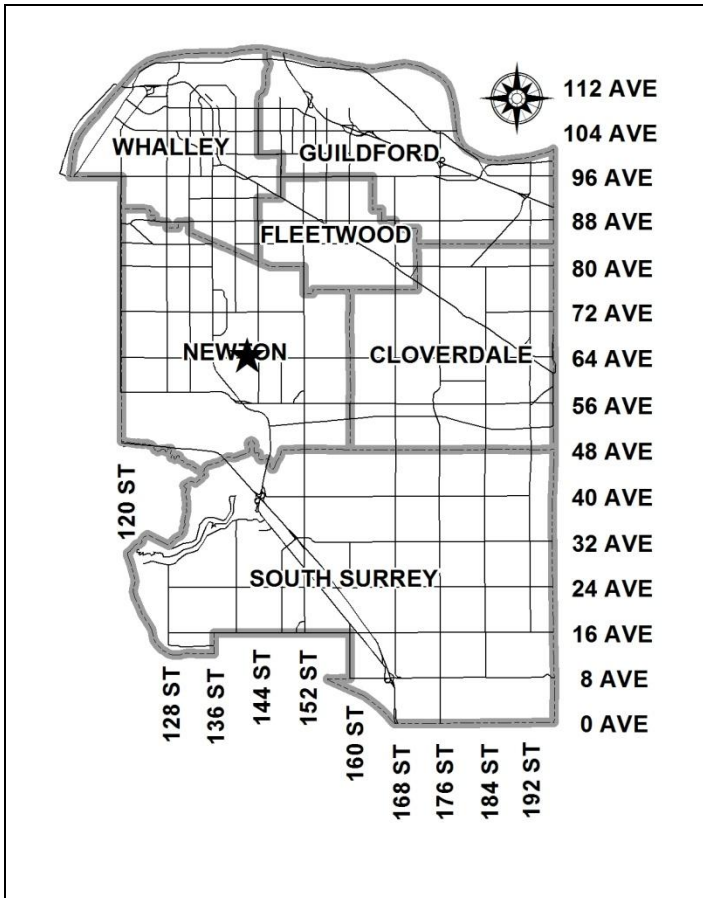 112 AVE
104 AVE
WHALLEY
GUILDFORD
96 AVE
88 AVE
FLEETWOOD
80 AVE
72 AVE
NEWTON
CLOVERDALE
64 AVE
56 AVE
48 AVE
120 ST
40 AVE
32 AVE
SOUTH SURREY
24 AVE
16 AVE
8 AVE
0 AVE
128 ST
136 ST
144 ST
152 ST
160 ST
168 ST
176 ST
184 ST
192 ST